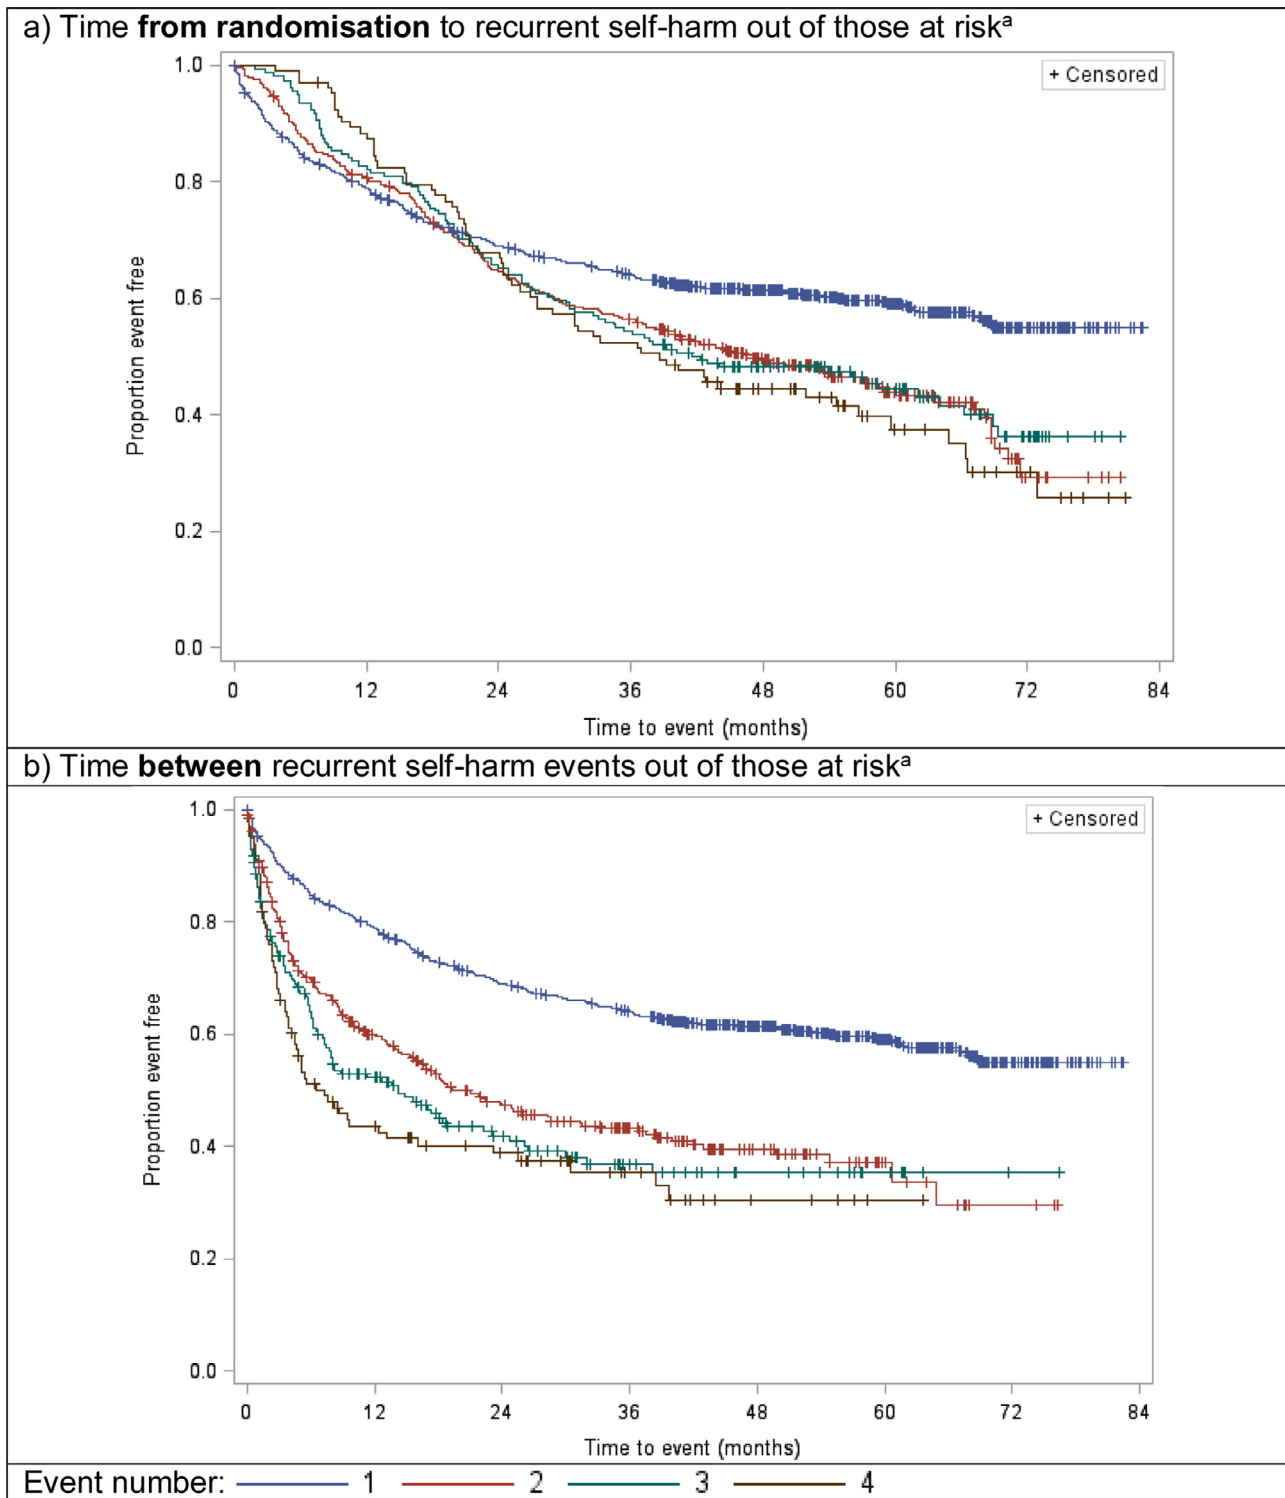 a) Time from randomisation to recurrent self-harm out of those at riskᵃ
+ Censored
1.0
0.8
0.6
0.4
0.2
0.0
Proportion event free
0 12 24 36 48 60 72 84
Time to event (months)
b) Time between recurrent self-harm events out of those at riskᵃ
+ Censored
1.0
0.8
0.6
0.4
0.2
0.0
Proportion event free
0 12 24 36 48 60 72 84
Time to event (months)
Event number: 1 2 3 4